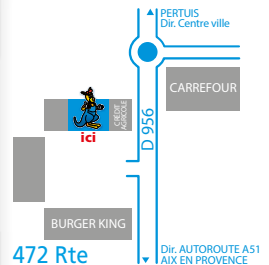 PERTUIS
Dir. Centre ville
CARREFOUR
CRÉDIT
AGRICOLE
D 956
ici
BURGER KING
472 Rte
Dir. AUTOROUTE A51
AIX EN PROVENCE